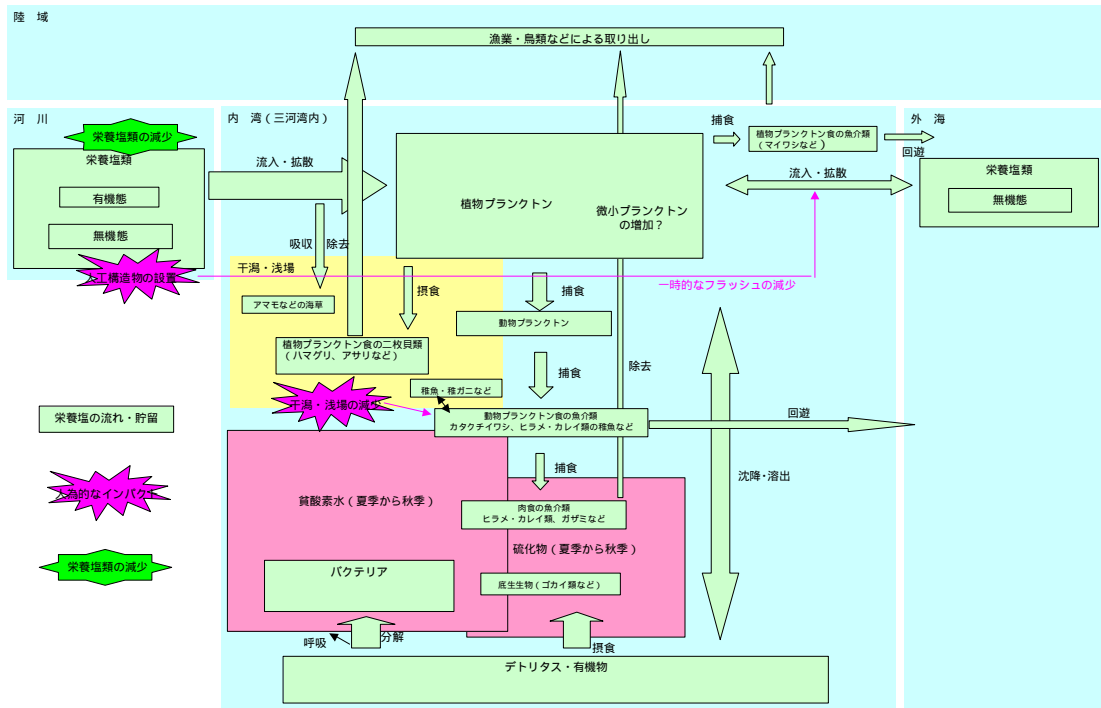 陸　域
漁業・鳥類などによる取り出し
河　川
栄養塩類の減少
栄養塩類
有機態
無機態
人工構造物の設置
内　湾（三河湾内）
流入・拡散
植物プランクトン
微小プランクトン
の増加？
捕食
植物プランクトン食の魚介類
（マイワシなど）
外　海
回遊
流入・拡散
栄養塩類
無機態
吸収
除去
干潟・浅場
一時的なフラッシュの減少
摂食
捕食
アマモなどの海草
動物プランクトン
植物プランクトン食の二枚貝類
（ハマグリ、アサリなど）
捕食
除去
稚魚・稚ガニなど
干潟・浅場の減少
動物プランクトン食の魚介類
カタクチイワシ、ヒラメ・カレイ類の稚魚など
回遊
栄養塩の流れ・貯留
捕食
沈降・溶出
人為的なインパクト
貧酸素水（夏季から秋季）
肉食の魚介類
ヒラメ・カレイ類、ガザミなど
硫化物（夏季から秋季）
栄養塩類の減少
バクテリア
底生生物（ゴカイ類など）
呼吸
分解
摂食
デトリタス・有機物